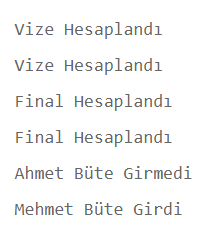 Vize Hesaplandı
Vize Hesaplandı
Final Hesaplandı
Final Hesaplandı
Ahmet Büte Girmedi
Mehmet Büte Girdi